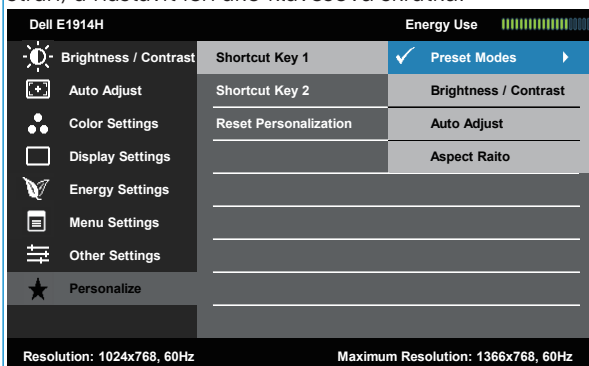 Dell E1914H Energy Use
Brightness / Contrast Shortcut Key 1 Preset Modes
Auto Adjust Shortcut Key 2 Brightness / Contrast
Color Settings Reset Personalization Auto Adjust
Display Settings Aspect Raito
Energy Settings
Menu Settings
Other Settings
Personalize
Resolution: 1024x768, 60Hz Maximum Resolution: 1366x768, 60Hz